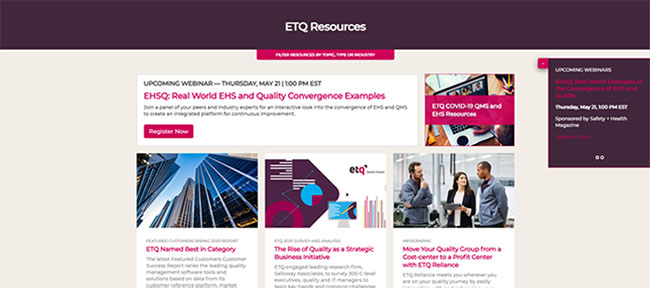 ETQ Resources
FILTER RESOURCES BY TOPIC, TYPE OR INDUSTRY
UPCOMING WEBINAR — THURSDAY, MAY 21 | 1:00 PM EST
EHSQ: Real World EHS and Quality Convergence Examples
Join a panel of your peers and industry experts for an interactive look into the convergence of EHS and QMS
to create an integrated platform for continuous improvement.
Register Now
ETQ COVID-19 QMS and
EHS Resources
UPCOMING WEBINARS
EHSQ: Real World Examples of
the Convergence of EHS and
Quality
Thursday, May 21, 1:00 PM EST
Sponsored by Safety + Health
Magazine
Register Now >
etq
FEATURED CUSTOMERS SPRING 2020 REPORT
ETQ Named Best in Category
The latest Featured Customers Customer
Success Report ranks the leading quality
management software tools and
solutions based on data from its
customer reference platform, market
ETQ 2020 SURVEY AND ANALYSIS
The Rise of Quality as a Strategic
Business Initiative
ETQ engaged leading research firm,
Salloway Associates, to survey 300 C-level
executives, quality and IT managers to
learn key trends and common challenge
INFOGRAPHIC
Move Your Quality Group from a
Cost-center to a Profit Center
with ETQ Reliance
ETQ Reliance meets you wherever you
are on your quality journey by easily